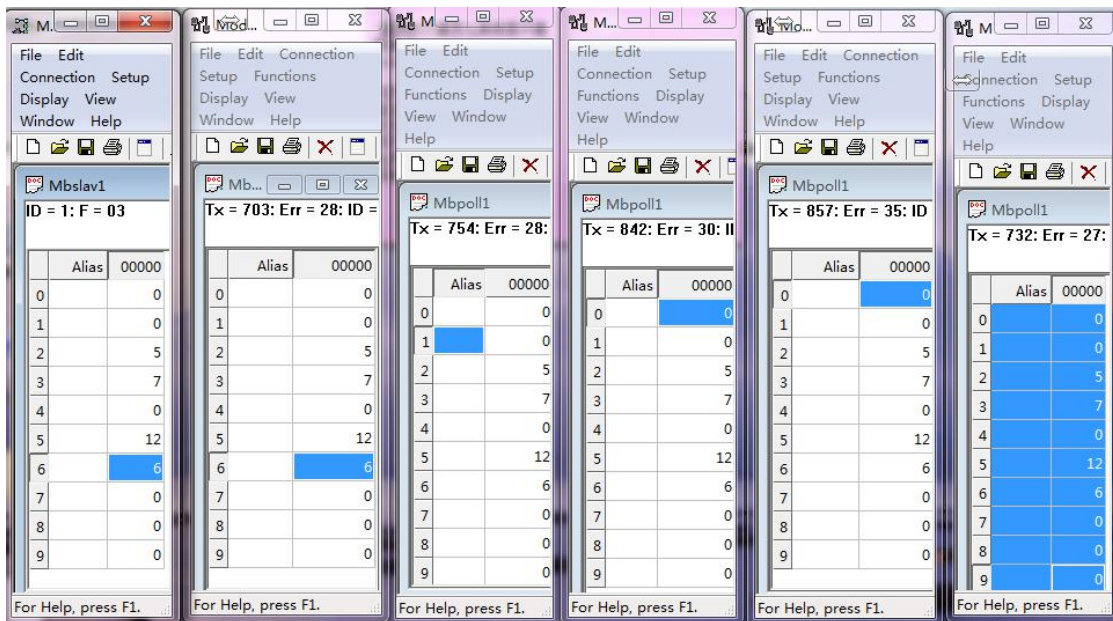 M.
File Edit
Connection Setup
Display View
Window Help
Mbslav1
ID = 1: F = 03
Alias 00000
0 0
1 0
2 5
3 7
4 0
5 12
6 6
7 0
8 0
9 0
For Help, press F1.
Mod...
File Edit Connection
Setup Functions
Display View
Window Help
Mb...
Tx = 703: Err = 28: ID =
Alias 00000
0 0
1 0
2 5
3 7
4 0
5 12
6 6
7 0
8 0
9 0
For Help, press F1.
M
File Edit
Connection Setup
Functions Display
View Window
Help
Mbpoll1
Tx = 754: Err = 28:
Alias 00000
0 0
1 0
2 5
3 7
4 0
5 12
6 6
7 0
8 0
9 0
For Help, press F1.
M...
File Edit
Connection Setup
Functions Display
View Window
Help
Mbpoll1
Tx = 842: Err = 30:
Alias 00000
0 0
1 0
2 5
3 7
4 0
5 12
6 6
7 0
8 0
9 0
For Help, press F1.
Mo...
File Edit Connection
Setup Functions
Display View
Window Help
Mbpoll1
Tx = 857: Err = 35: ID
Alias 00000
0 0
1 0
2 5
3 7
4 0
5 12
6 6
7 0
8 0
9 0
For Help, press F1.
M
File Edit
Connection Setup
Functions Display
View Window
Help
Mbpoll1
Tx = 732: Err = 27:
Alias 00000
0 0
1 0
2 5
3 7
4 0
5 12
6 6
7 0
8 0
9 0
For Help, press F1.